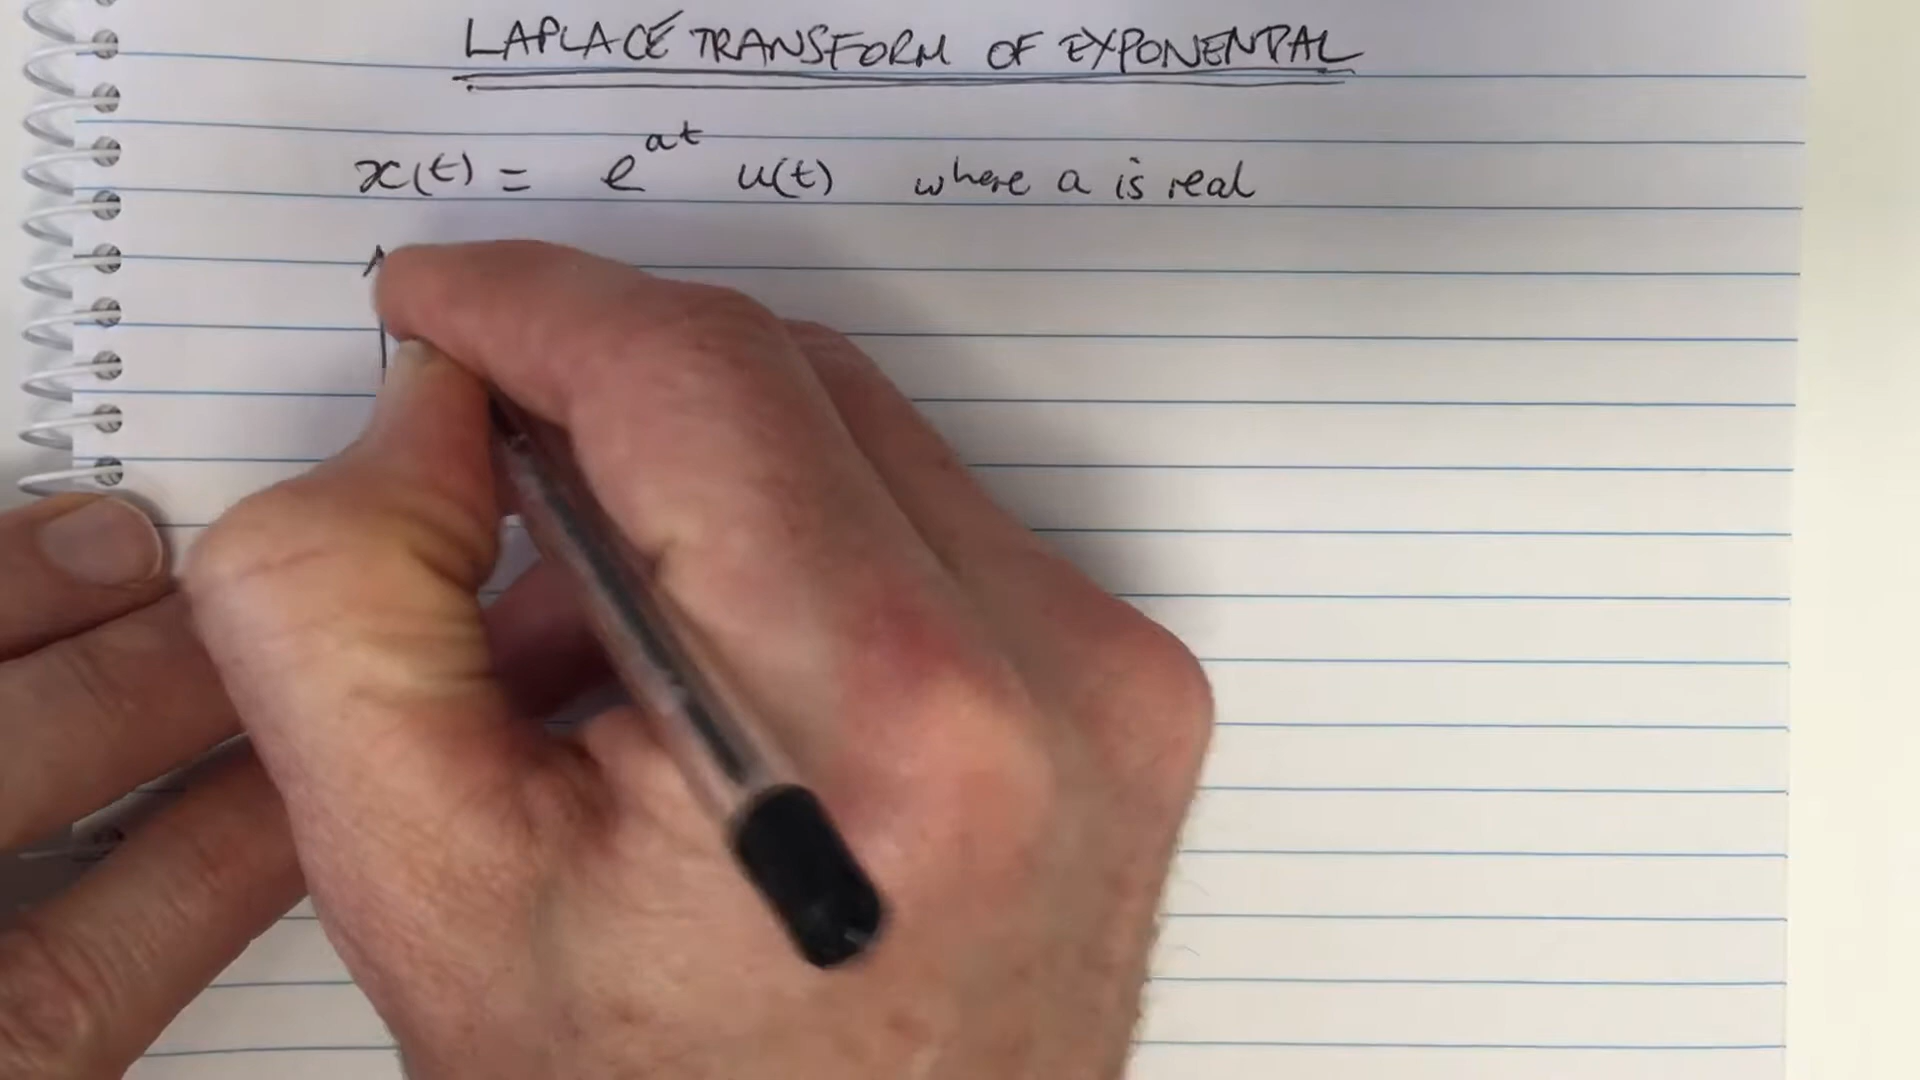 LAPLACE TRANSFORM OF EXPONENTIAL
x(t) = e^{at} u(t) where a is real